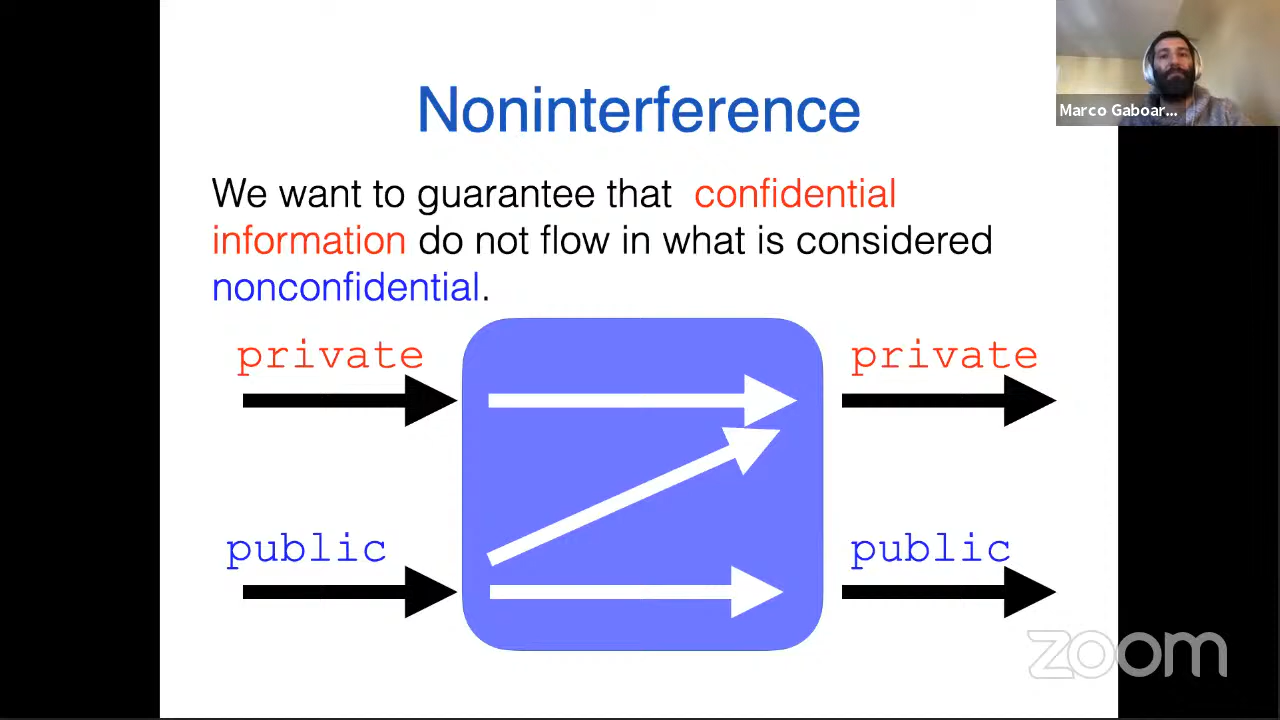 Noninterference
Marco Gaboar...
We want to guarantee that confidential
information do not flow in what is considered
nonconfidential.
private
private
public
public
zoom